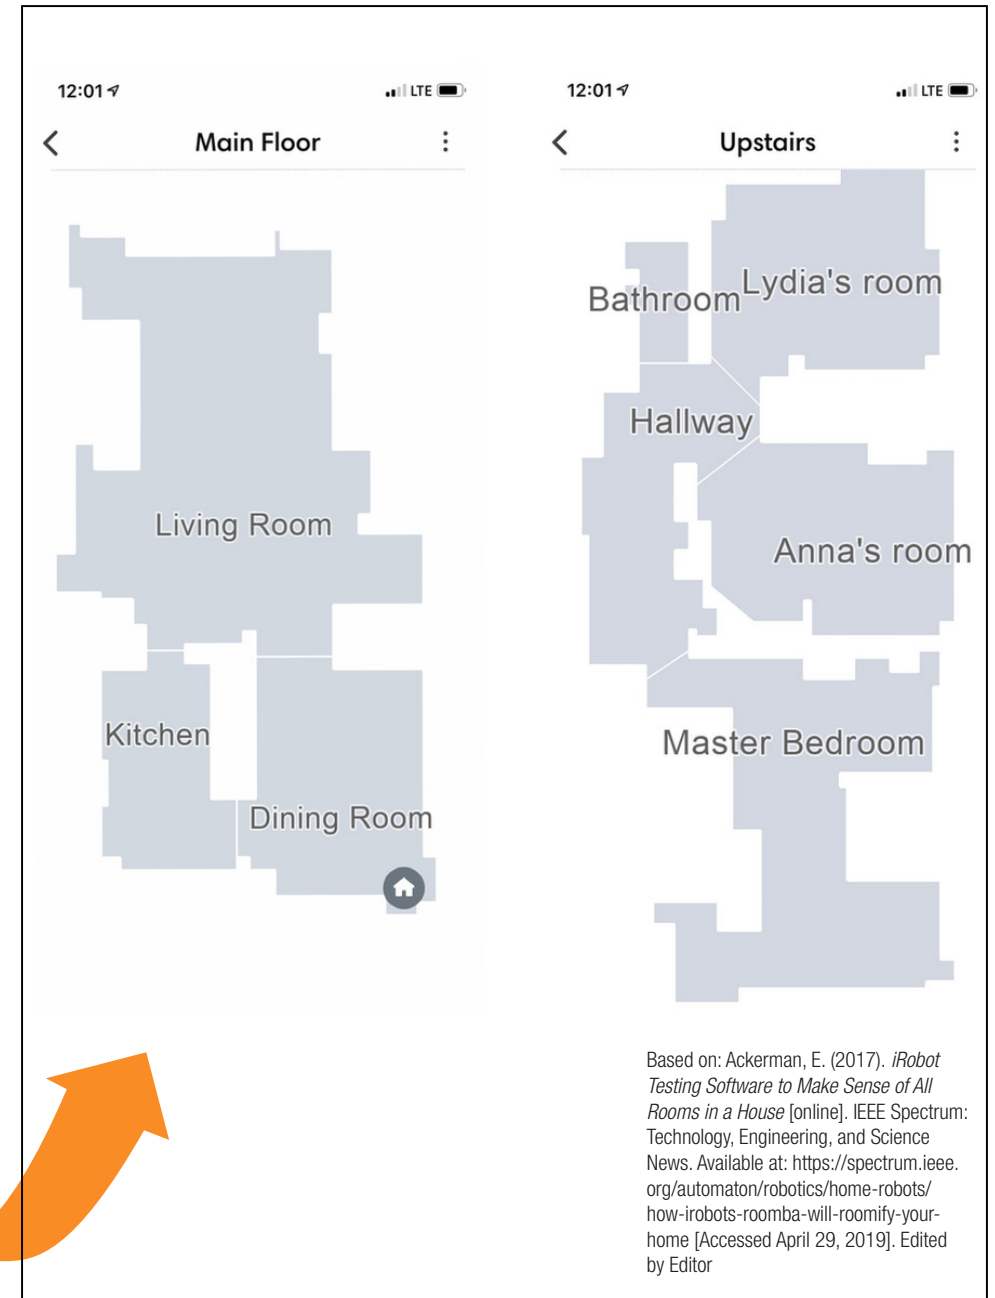 12:01
LTE
Main Floor
Living Room
Kitchen
Dining Room
12:01
LTE
Upstairs
Bathroom
Lydia's room
Hallway
Anna's room
Master Bedroom
Based on: Ackerman, E. (2017). iRobot
Testing Software to Make Sense of All
Rooms in a House [online]. IEEE Spectrum:
Technology, Engineering, and Science
News. Available at: https://spectrum.ieee.
org/automaton/robotics/home-robots/
how-irobots-roomba-will-roomify-your-
home [Accessed April 29, 2019]. Edited
by Editor